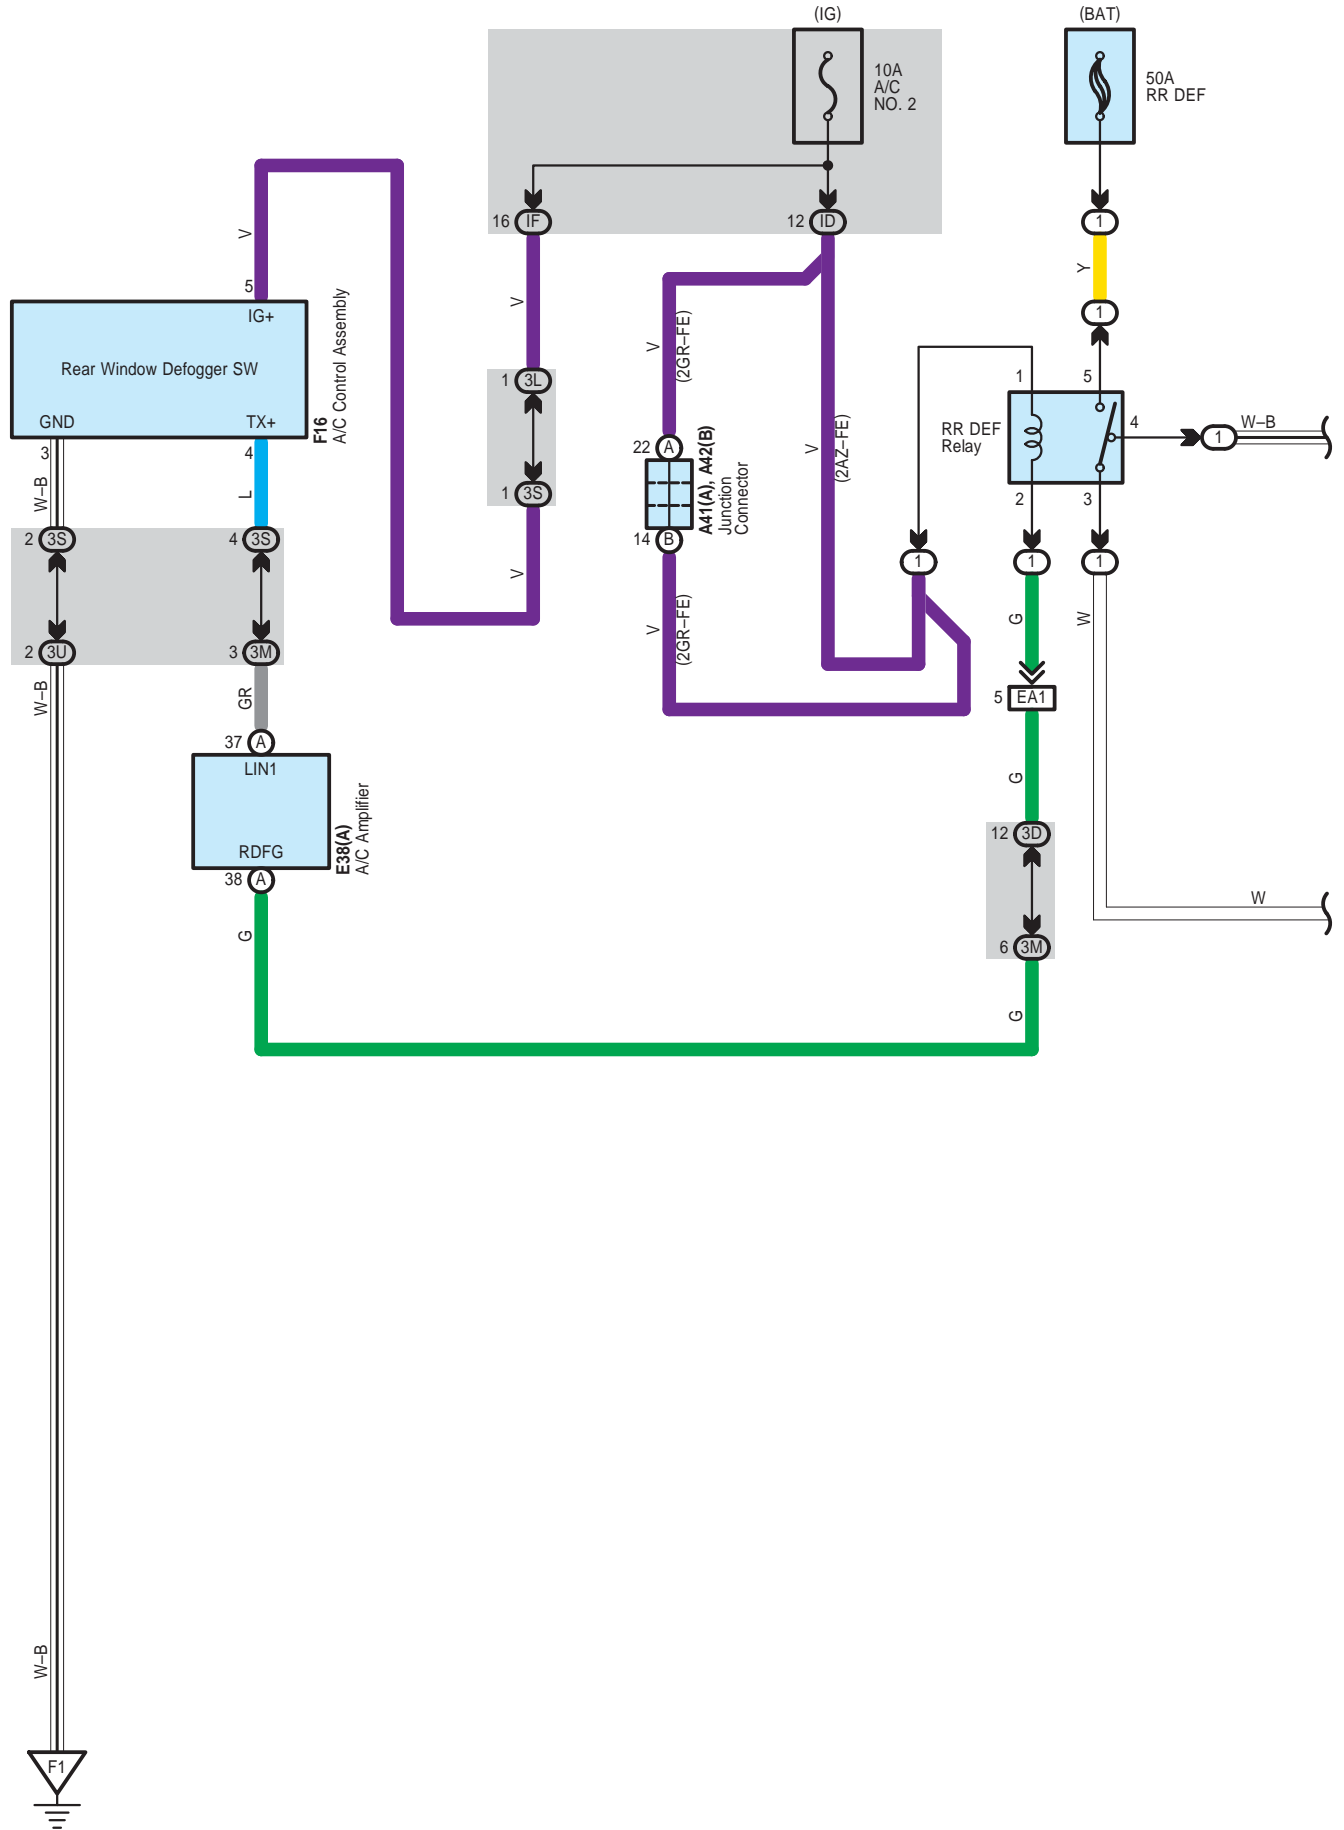 (IG)
(BAT)
10A
A/C
NO. 2
50A
RR DEF
16 IF
12 ID
1
V
5
IG+
Rear Window Defogger SW
GND
TX+
F16
A/C Control Assembly
V
V
(2GR–FE)
Y
1
1
5
RR DEF
Relay
4
1
W–B
2
3
1 3L
1 3S
V
22 A
A41(A), A42(B)
Junction
Connector
14 B
V
(2AZ–FE)
V
(2GR–FE)
3
W–B
4
L
2 3S
4 3S
2 3U
3 3M
W–B
GR
1
1
1
G
W
5 EA1
G
37 A
LIN1
RDFG
E38(A)
A/C Amplifier
38 A
G
12 3D
6 3M
G
W
W–B
F1